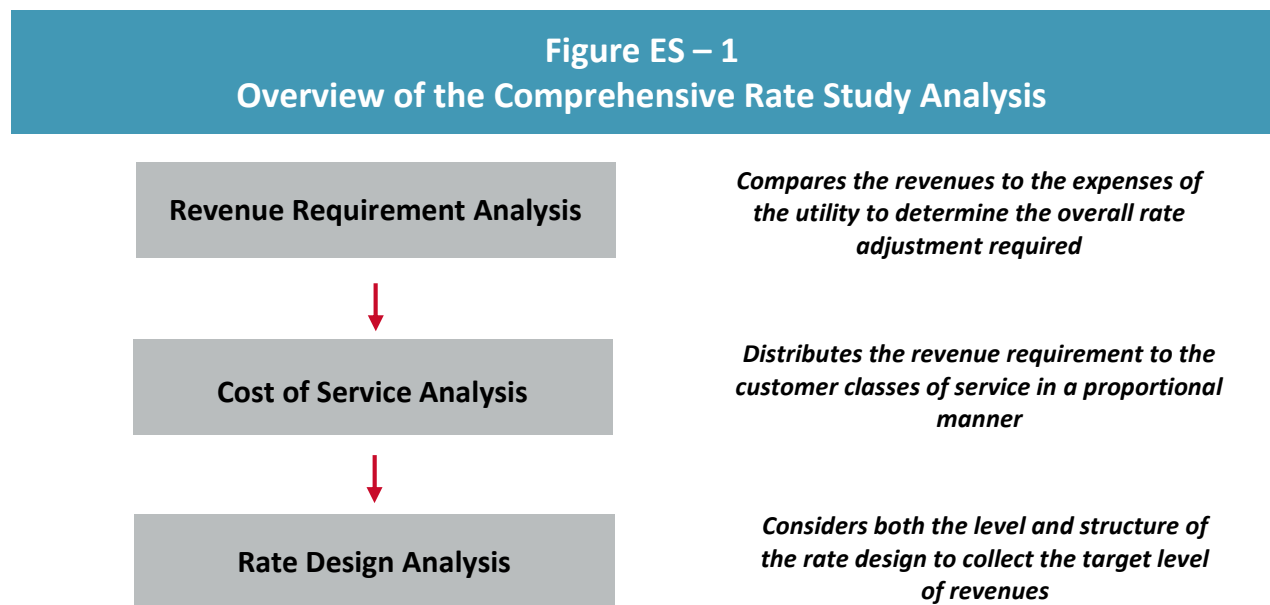 Figure ES – 1
Overview of the Comprehensive Rate Study Analysis
Revenue Requirement Analysis
Compares the revenues to the expenses of
the utility to determine the overall rate
adjustment required
Cost of Service Analysis
Distributes the revenue requirement to the
customer classes of service in a proportional
manner
Rate Design Analysis
Considers both the level and structure of
the rate design to collect the target level
of revenues